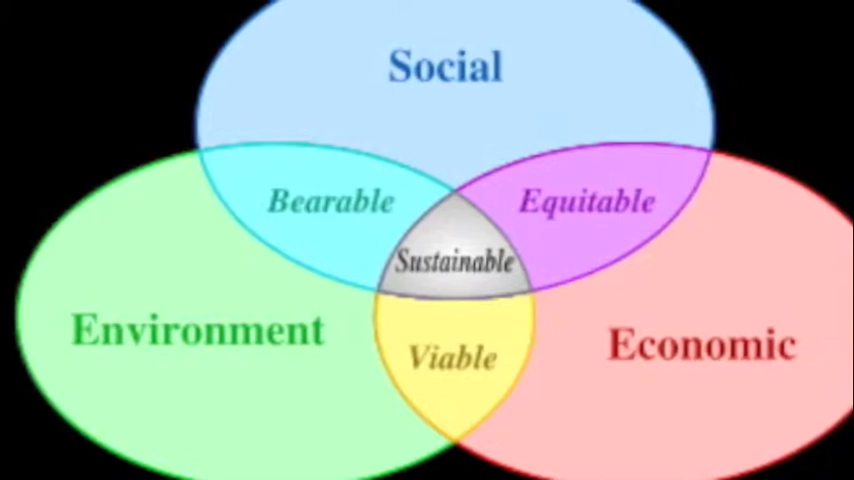 Social
Bearable
Equitable
Sustainable
Environment
Economic
Viable